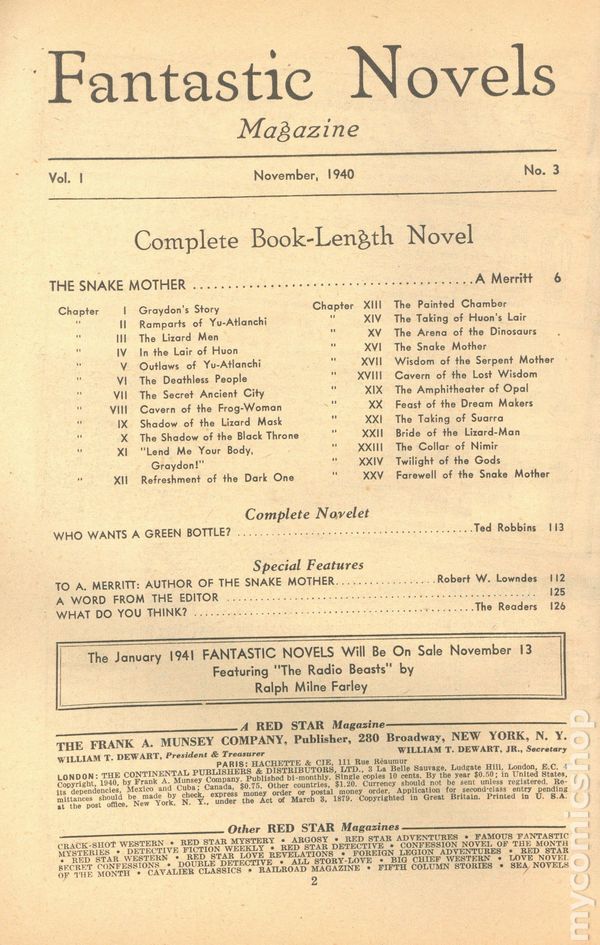 Fantastic Novels
Magazine
Vol. 1 November, 1940 No. 3
Complete Book-Length Novel
THE SNAKE MOTHER ........................................ A Merritt 6
Chapter I Graydon's Story
" II Ramparts of Yu-Atlanchi
" III The Lizard Men
" IV In the Lair of Huon
" V Outlaws of Yu-Atlanchi
" VI The Deathless People
" VII The Secret Ancient City
" VIII Cavern of the Frog-Woman
" IX Shadow of the Lizard Mask
" X The Shadow of the Black Throne
" XI "Lend Me Your Body,
Graydon!"
" XII Refreshment of the Dark One
Chapter XIII The Painted Chamber
" XIV The Taking of Huon's Lair
" XV The Arena of the Dinosaurs
" XVI The Snake Mother
" XVII Wisdom of the Serpent Mother
" XVIII Cavern of the Lost Wisdom
" XIX The Amphitheater of Opal
" XX Feast of the Dream Makers
" XXI The Taking of Suarra
" XXII Bride of the Lizard-Man
" XXIII The Collar of Nimir
" XXIV Twilight of the Gods
" XXV Farewell of the Snake Mother
Complete Novelet
WHO WANTS A GREEN BOTTLE? ........................................ Ted Robbins 113
Special Features
TO A. MERRITT: AUTHOR OF THE SNAKE MOTHER............... Robert W. Lowndes 112
A WORD FROM THE EDITOR ........................................ 125
WHAT DO YOU THINK? ........................................ The Readers 126
The January 1941 FANTASTIC NOVELS Will Be On Sale November 13
Featuring "The Radio Beasts" by
Ralph Milne Farley
A RED STAR Magazine
THE FRANK A. MUNSEY COMPANY, Publisher, 280 Broadway, NEW YORK, N. Y.
WILLIAM T. DEWART, President & Treasurer WILLIAM T. DEWART, JR., Secretary
PARIS: HACHETTE & CIE, 111 Rue Réaumur
LONDON: THE CONTINENTAL PUBLISHERS & DISTRIBUTORS, LTD., 3 La Belle Sauvage, Ludgate Hill, London, E.C. 4
Copyright, 1940, by Frank A. Munsey Company. Published bi-monthly. Single copies 10 cents. By the year $0.50; in United States,
its dependencies, Mexico and Cuba; Canada, $0.75. Other countries, $1.20. Currency should not be sent unless registered. Re-
mittances should be made by check, express money order or postal money order. Application for second-class entry pending
at the post office, New York, N. Y., under the Act of March 3, 1879. Copyrighted in Great Britain. Printed in U. S. A.
Other RED STAR Magazines
CRACK-SHOT WESTERN • RED STAR MYSTERY • ARGOSY • RED STAR ADVENTURES • FAMOUS FANTASTIC
MYSTERIES • DETECTIVE FICTION WEEKLY • RED STAR DETECTIVE • CONFESSION NOVEL OF THE MONTH
• RED STAR WESTERN • RED STAR LOVE REVELATIONS • FOREIGN LEGION ADVENTURES • RED STAR
SECRET CONFESSIONS • DOUBLE DETECTIVE • ALL STORY-LOVE • BIG CHIEF WESTERN • LOVE NOVEL
OF THE MONTH • CAVALIER CLASSICS • RAILROAD MAGAZINE • FIFTH COLUMN STORIES • SEA NOVELS
2
mycomicshop